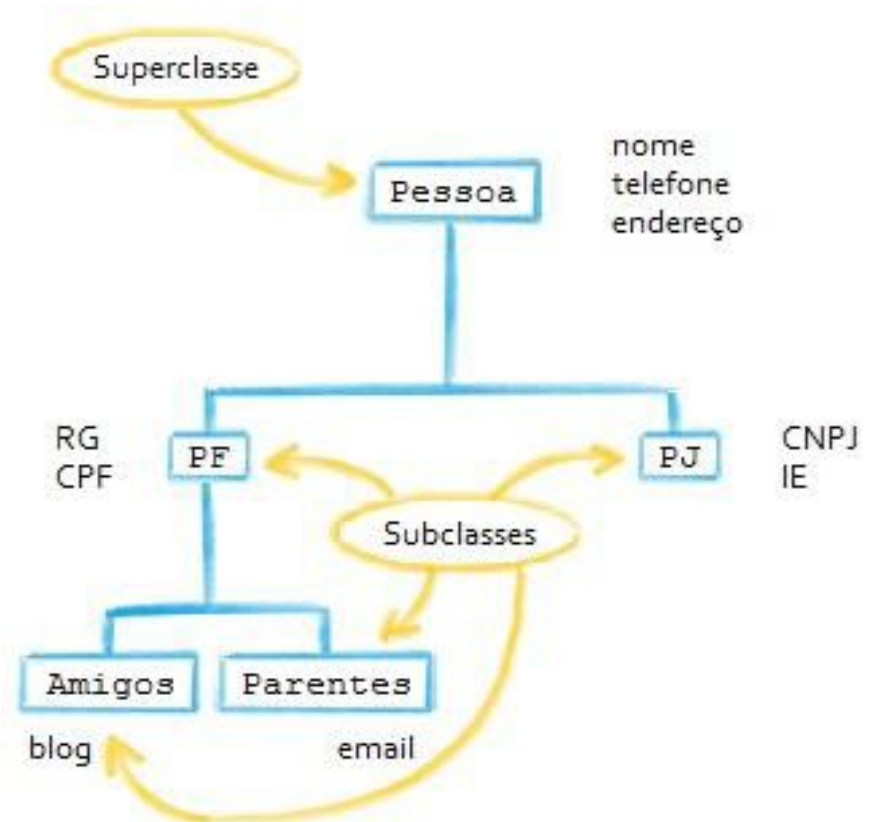 Superclasse
Pessoa
nome
telefone
endereço
RG
CPF
PF
PJ
CNPJ
IE
Subclasses
Amigos
Parentes
blog
email